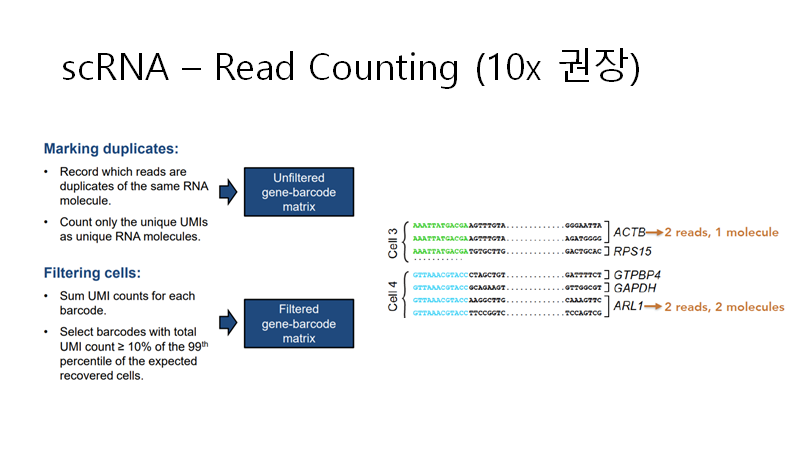 scRNA – Read Counting (10x 권장)
Marking duplicates:
• Record which reads are
duplicates of the same RNA
molecule.
• Count only the unique UMIs
as unique RNA molecules.
Unfiltered
gene-barcode
matrix
Filtering cells:
• Sum UMI counts for each
barcode.
• Select barcodes with total
UMI count ≥ 10% of the 99th
percentile of the expected
recovered cells.
Filtered
gene-barcode
matrix
Cell 3
AAATTATGACGAAGTTTGTA.............GGGAATTA
AAATTATGACGAAGTTTGTA.............AGATGGGG
ACTB 2 reads, 1 molecule
AAATTATGACGATGTGCTTG.............GACTGCAC RPS15
...........
Cell 4
GTTAAACGTACCCTAGCTGT.............GATTTTCT GTPBP4
GTTAAACGTACCGCAGAAGT.............GTTGGCGT GAPDH
GTTAAACGTACCAAGGCTTG.............CAAAGTTC
GTTAAACGTACCTTCCGGTC.............TCCAGTCG
ARL1 2 reads, 2 molecules